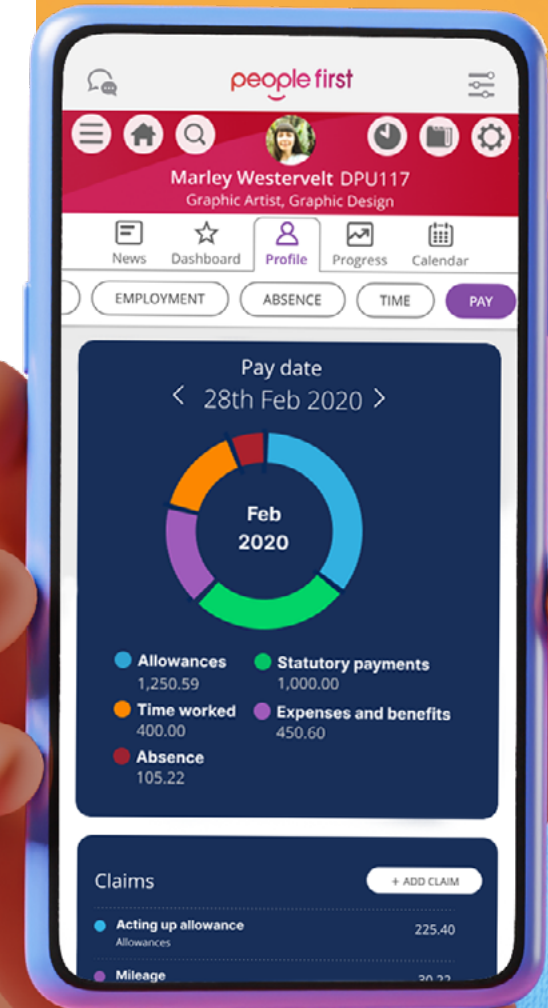 people first
Marley Westervelt DPU117
Graphic Artist, Graphic Design
News Dashboard Profile Progress Calendar
EMPLOYMENT ABSENCE TIME PAY
Pay date
< 28th Feb 2020 >
Feb
2020
Allowances Statutory payments
1,250.59 1,000.00
Time worked Expenses and benefits
400.00 450.60
Absence
105.22
Claims + ADD CLAIM
Acting up allowance 225.40
Allowances
Mileage 30.22